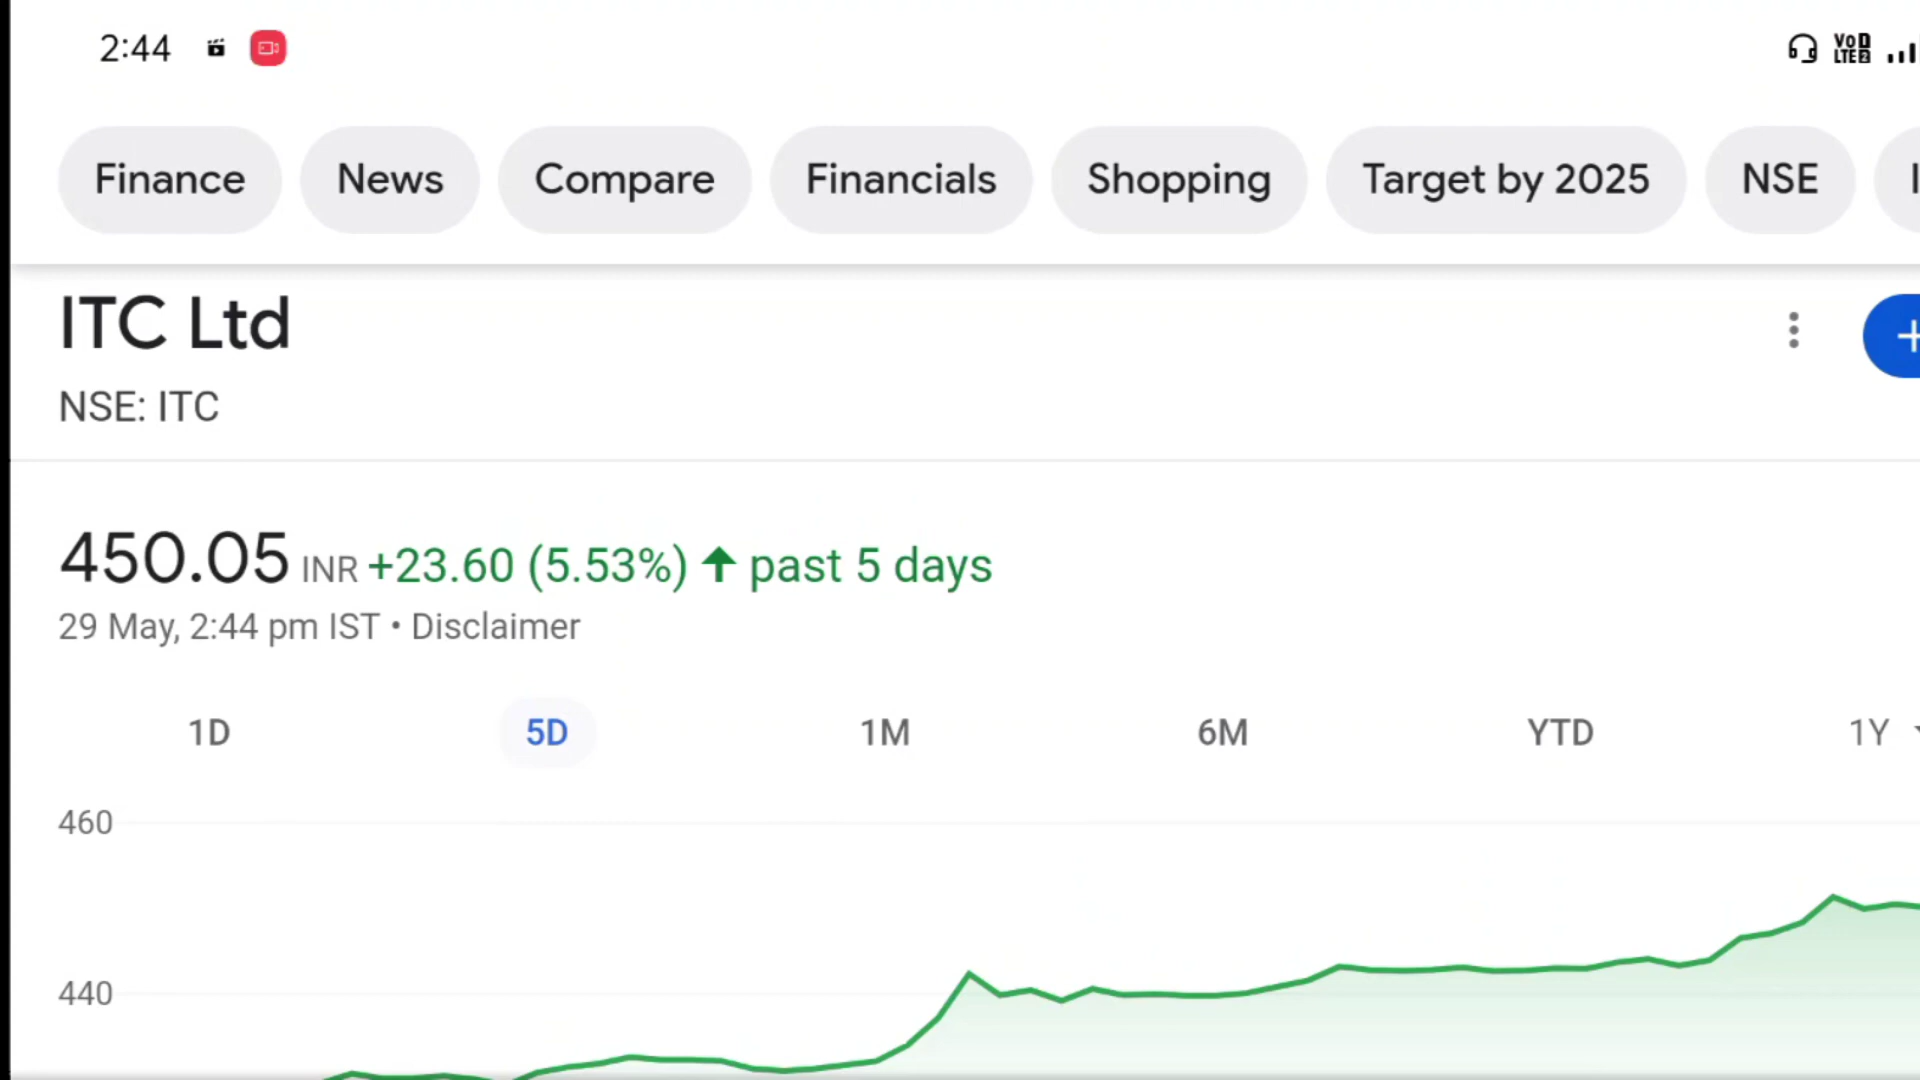 2:44 VoD LTE2
Finance News Compare Financials Shopping Target by 2025 NSE
ITC Ltd
NSE: ITC
450.05 INR +23.60 (5.53%) ↑ past 5 days
29 May, 2:44 pm IST • Disclaimer
1D 5D 1M 6M YTD 1Y
460
440